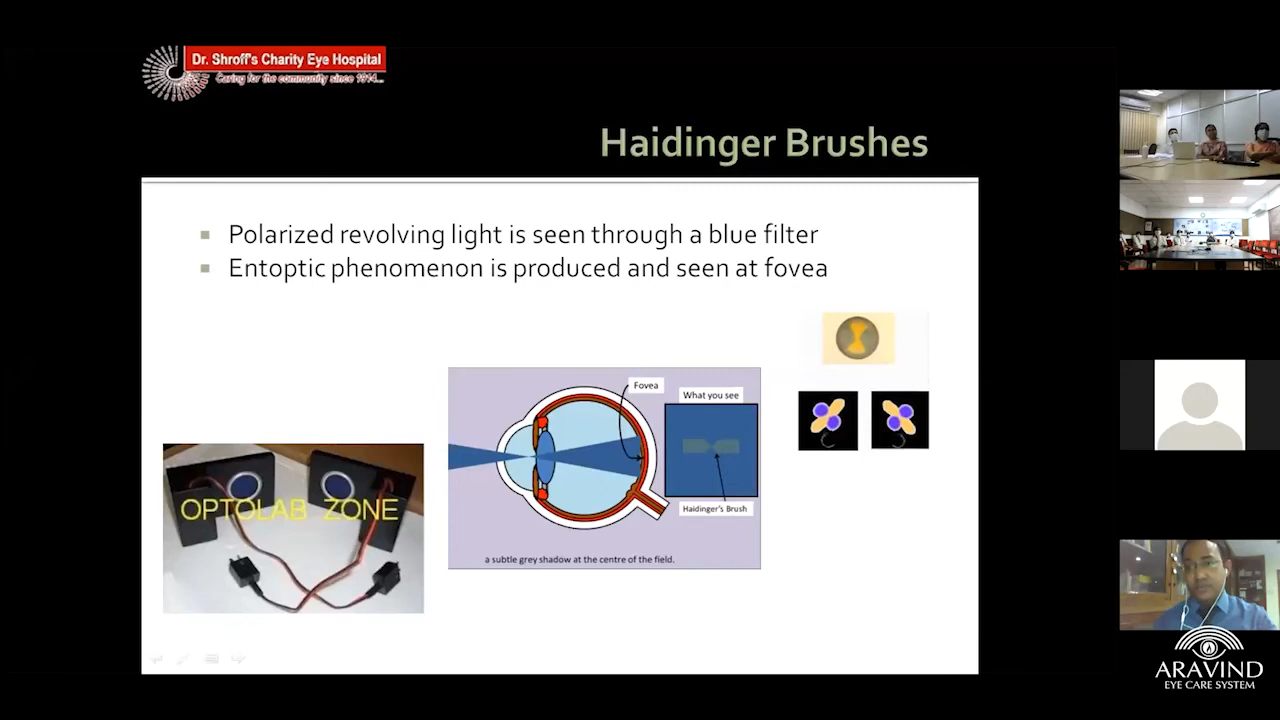 Dr. Shroff's Charity Eye Hospital
Caring for the community since 1914...
Haidinger Brushes
Polarized revolving light is seen through a blue filter
Entoptic phenomenon is produced and seen at fovea
Fovea
What you see
Haidinger's Brush
a subtle grey shadow at the centre of the field.
OPTOLAB ZONE
ARAVIND
EYE CARE SYSTEM